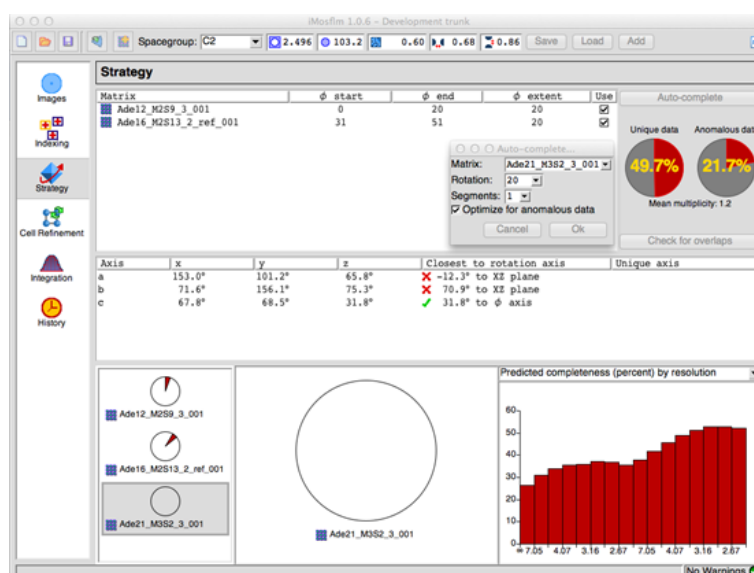 iMosflm 1.0.6 – Development trunk
Spacegroup: C2 2.496 103.2 0.60 0.68 0.86 Save Load Add
Strategy
Images
Indexing
Strategy
Cell Refinement
Integration
History
Matrix ϕ start ϕ end ϕ extent Use
Ade12_M2S9_3_001 0 20 20
Ade16_M2S13_2_ref_001 31 51 20
Auto-complete
Unique data Anomalous dat
49.7% 21.7%
Mean multiplicity: 1.2
Check for overlaps
Auto-complete...
Matrix: Ade21_M3S2_3_001
Rotation: 20
Segments: 1
Optimize for anomalous data
Cancel Ok
Axis x y z Closest to rotation axis Unique axis
a 153.0° 101.2° 65.8° -12.3° to XZ plane
b 71.6° 156.1° 75.3° 70.9° to XZ plane
c 67.8° 68.5° 31.8° 31.8° to ϕ axis
Ade12_M2S9_3_001
Ade16_M2S13_2_ref_001
Ade21_M3S2_3_001
Ade21_M3S2_3_001
Predicted completeness (percent) by resolution
60
50
40
30
20
10
0
∞ 7.05 4.07 3.16 2.67 7.05 4.07 3.16 2.67
No Warnings